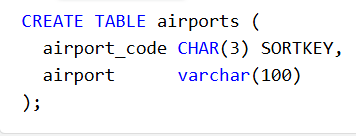 CREATE TABLE airports (
  airport_code CHAR(3) SORTKEY,
  airport      varchar(100)
);